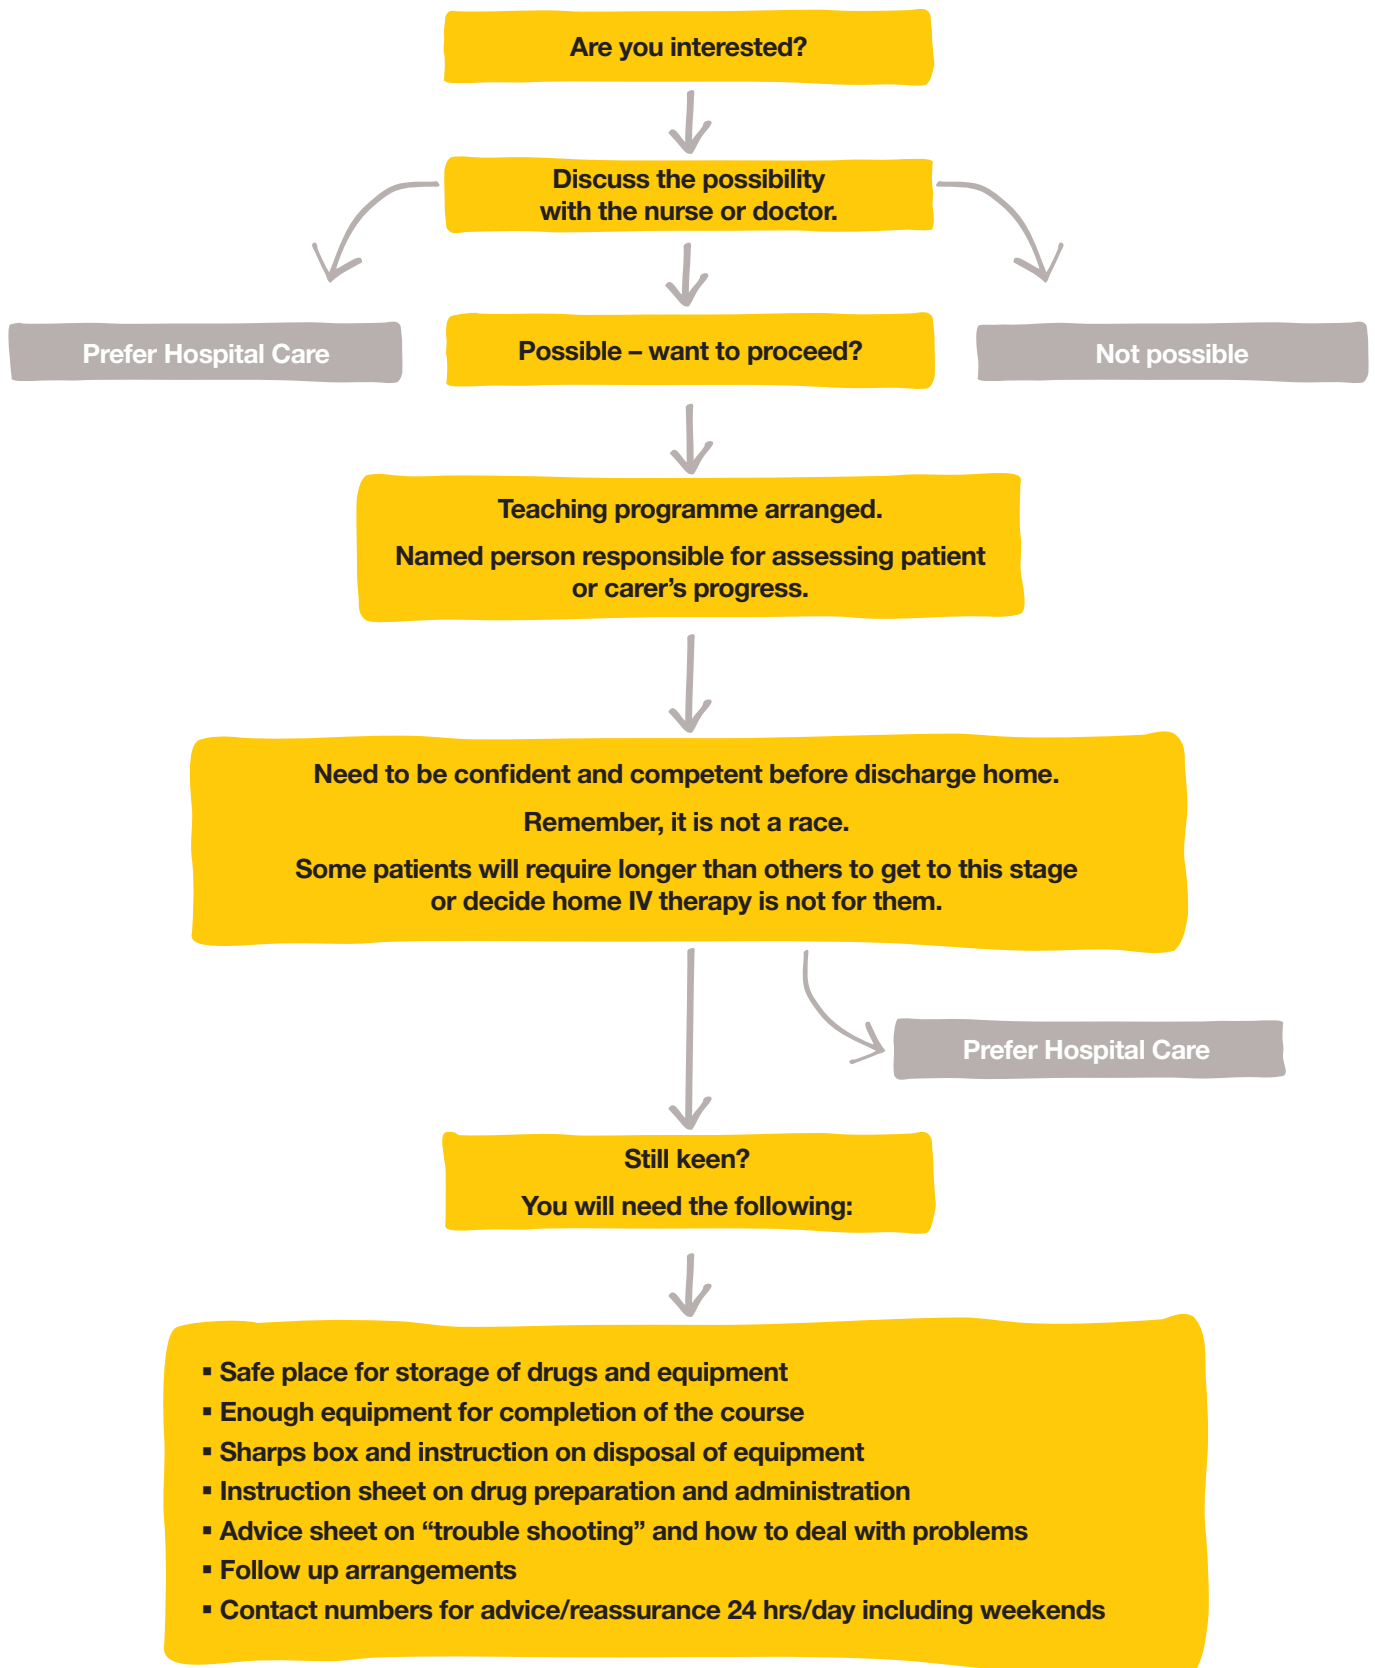 Are you interested?
Discuss the possibility
with the nurse or doctor.
Prefer Hospital Care
Possible – want to proceed?
Not possible
Teaching programme arranged.
Named person responsible for assessing patient
or carer’s progress.
Need to be confident and competent before discharge home.
Remember, it is not a race.
Some patients will require longer than others to get to this stage
or decide home IV therapy is not for them.
Prefer Hospital Care
Still keen?
You will need the following:
▪ Safe place for storage of drugs and equipment
▪ Enough equipment for completion of the course
▪ Sharps box and instruction on disposal of equipment
▪ Instruction sheet on drug preparation and administration
▪ Advice sheet on “trouble shooting” and how to deal with problems
▪ Follow up arrangements
▪ Contact numbers for advice/reassurance 24 hrs/day including weekends